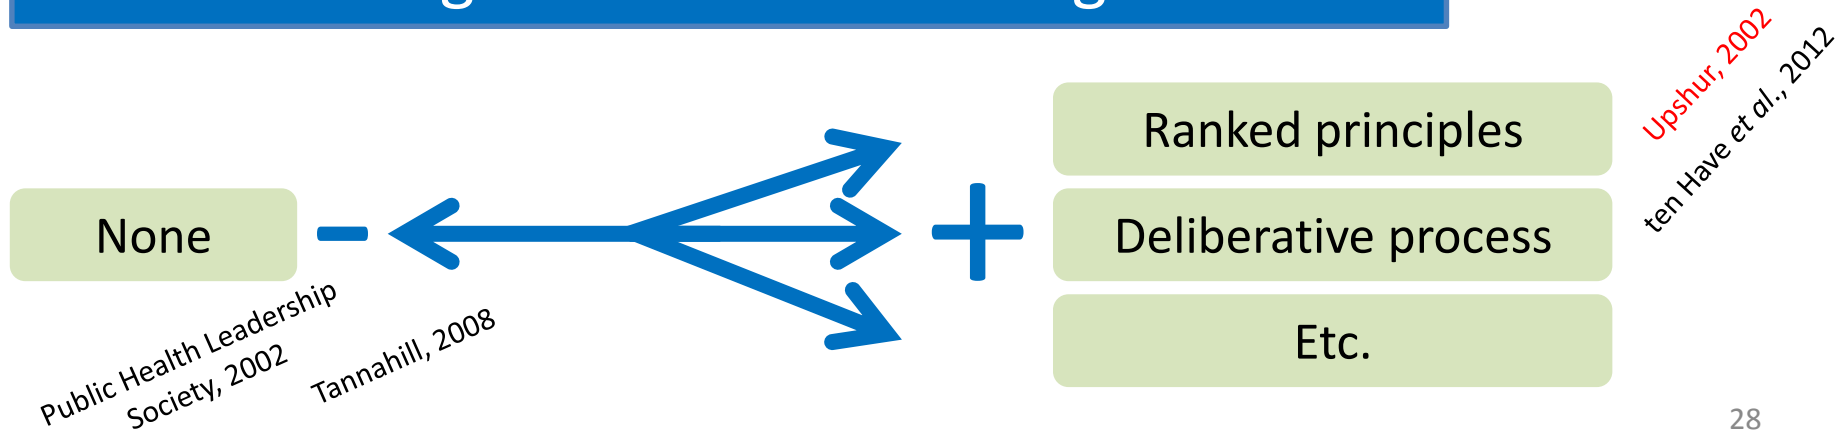 Upshur, 2002
ten Have et al., 2012
Ranked principles
None
-
+
Deliberative process
Etc.
Public Health Leadership
Society, 2002
Tannahill, 2008
28